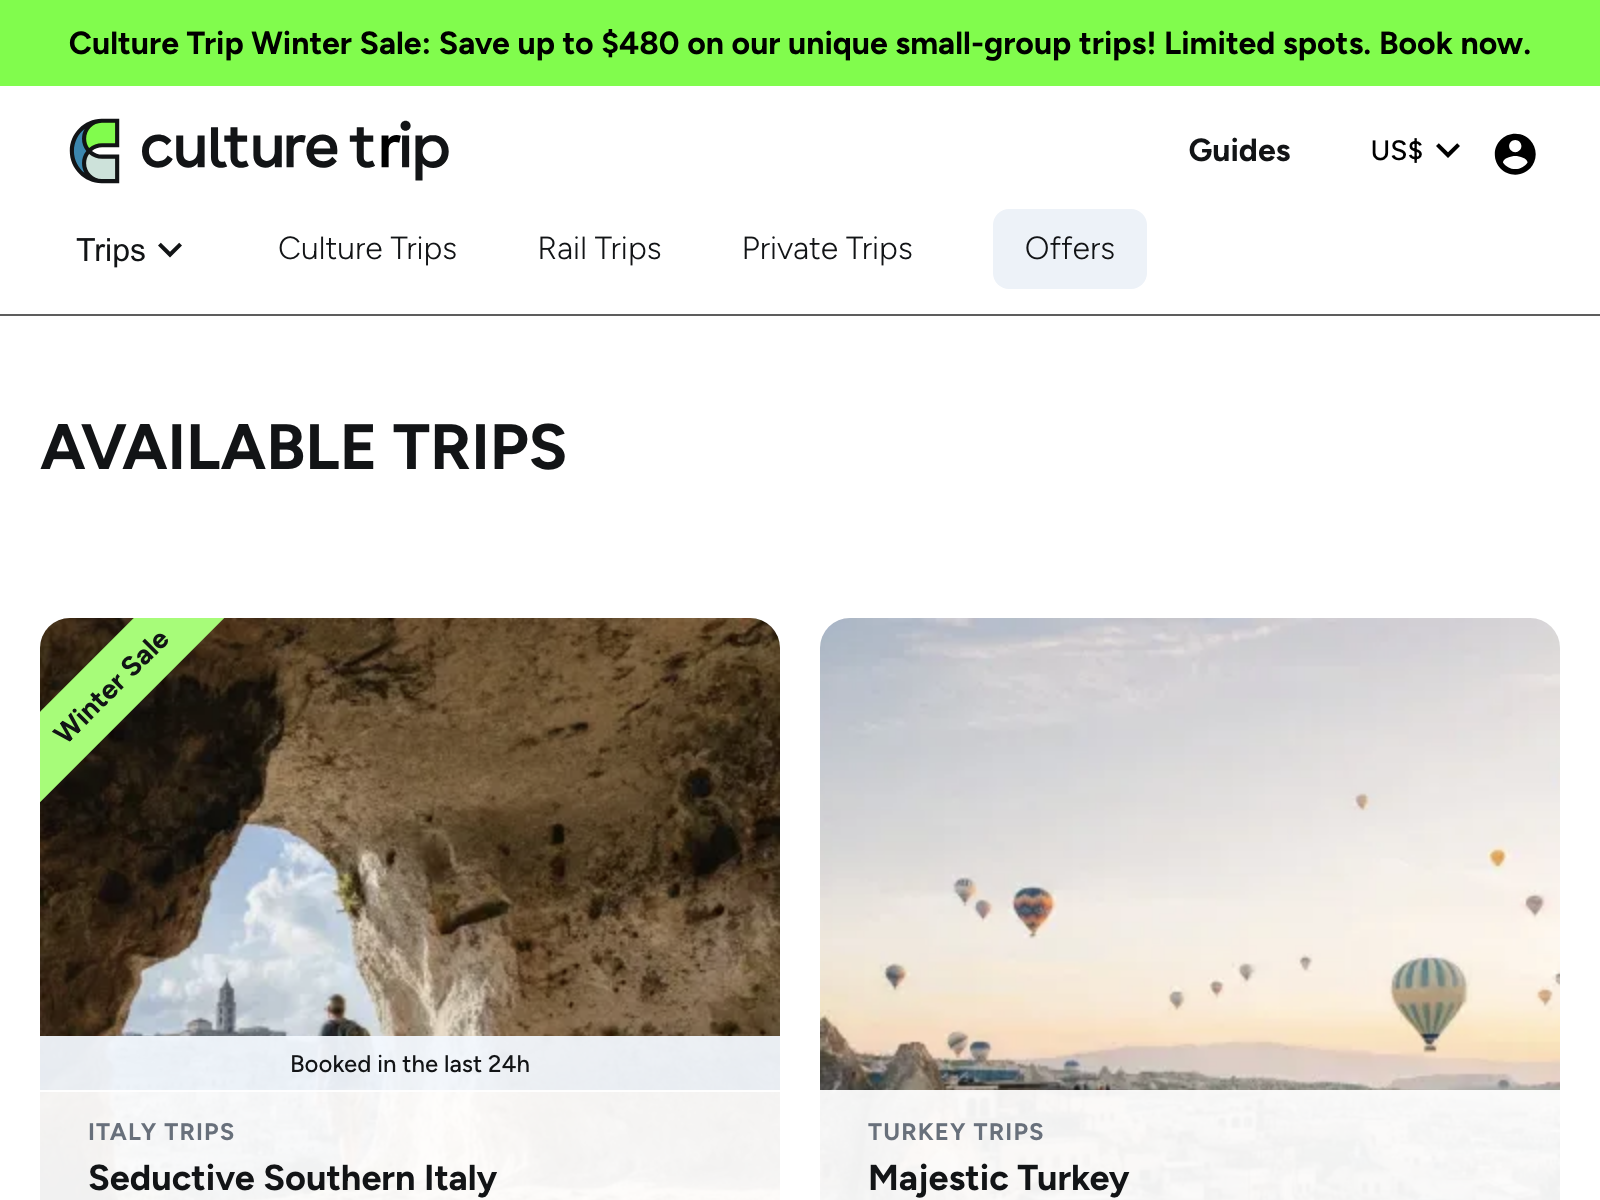 Culture Trip Winter Sale: Save up to $480 on our unique small-group trips! Limited spots. Book now.
culture trip
Guides
US$
Trips
Culture Trips
Rail Trips
Private Trips
Offers
AVAILABLE TRIPS
Winter Sale
Booked in the last 24h
ITALY TRIPS
Seductive Southern Italy
TURKEY TRIPS
Majestic Turkey